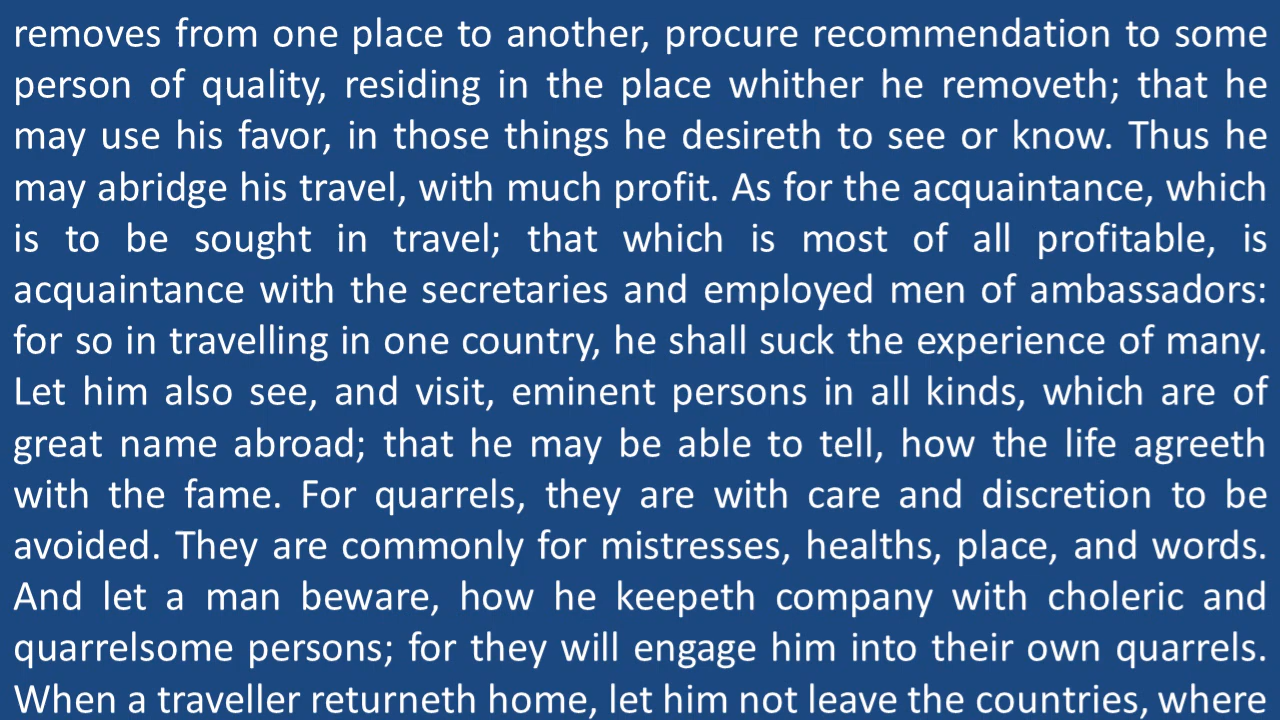 removes from one place to another, procure recommendation to some
person of quality, residing in the place whither he removeth; that he
may use his favor, in those things he desireth to see or know. Thus he
may abridge his travel, with much profit. As for the acquaintance, which
is to be sought in travel; that which is most of all profitable, is
acquaintance with the secretaries and employed men of ambassadors:
for so in travelling in one country, he shall suck the experience of many.
Let him also see, and visit, eminent persons in all kinds, which are of
great name abroad; that he may be able to tell, how the life agreeth
with the fame. For quarrels, they are with care and discretion to be
avoided. They are commonly for mistresses, healths, place, and words.
And let a man beware, how he keepeth company with choleric and
quarrelsome persons; for they will engage him into their own quarrels.
When a traveller returneth home, let him not leave the countries, where